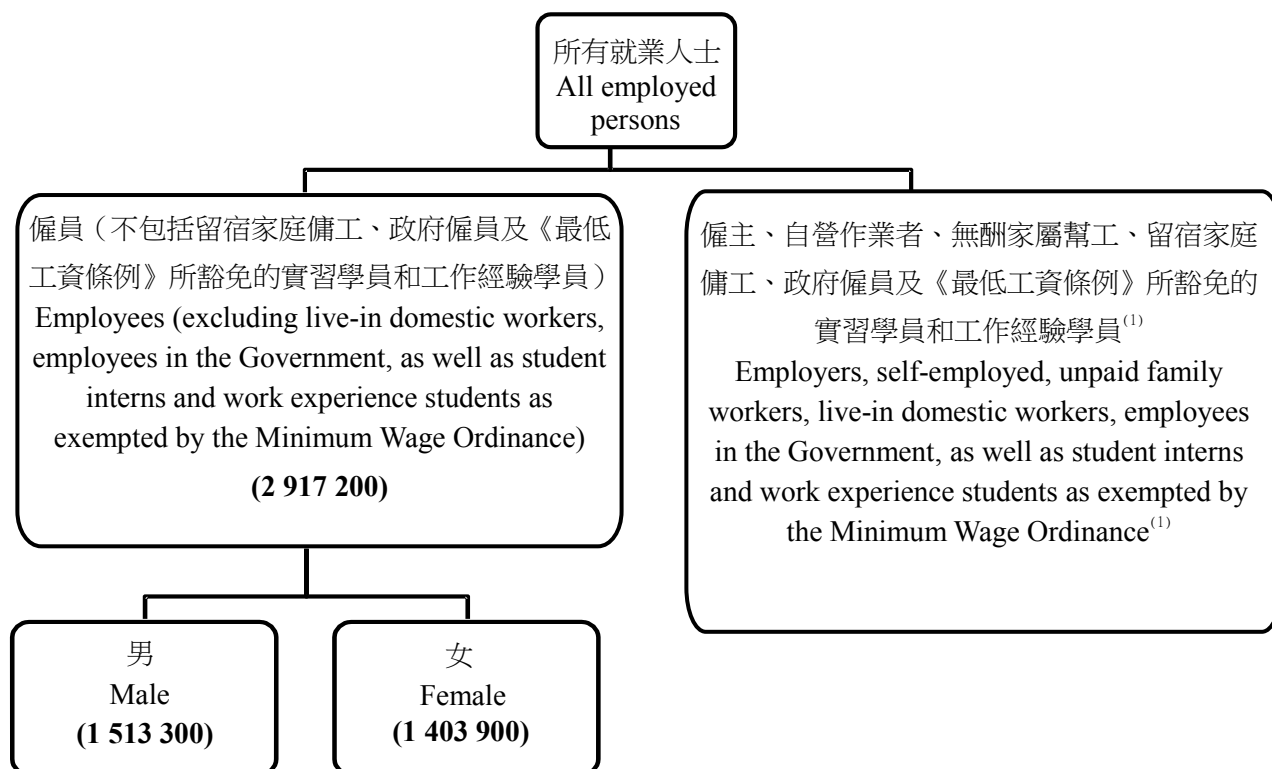 所有就業人士
All employed
persons
僱員（不包括留宿家庭傭工、政府僱員及《最低
工資條例》所豁免的實習學員和工作經驗學員）
Employees (excluding live-in domestic workers,
employees in the Government, as well as student
interns and work experience students as
exempted by the Minimum Wage Ordinance)
(2 917 200)
僱主、自營作業者、無酬家屬幫工、留宿家庭
傭工、政府僱員及《最低工資條例》所豁免的
實習學員和工作經驗學員(1)
Employers, self-employed, unpaid family
workers, live-in domestic workers, employees
in the Government, as well as student interns
and work experience students as exempted by
the Minimum Wage Ordinance(1)
男
Male
(1 513 300)
女
Female
(1 403 900)